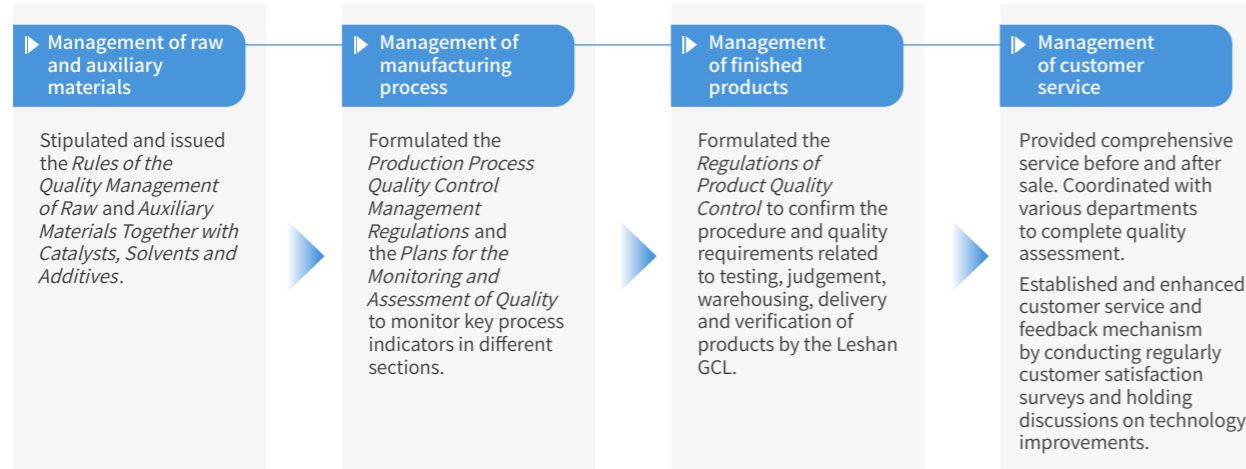 Management of raw
and auxiliary
materials
Stipulated and issued
the Rules of the
Quality Management
of Raw and Auxiliary
Materials Together with
Catalysts, Solvents and
Additives.
Management of
manufacturing
process
Formulated the
Production Process
Quality Control
Management
Regulations and
the Plans for the
Monitoring and
Assessment of Quality
to monitor key process
indicators in different
sections.
Management
of finished
products
Formulated the
Regulations of
Product Quality
Control to confirm the
procedure and quality
requirements related
to testing, judgement,
warehousing, delivery
and verification of
products by the Leshan
GCL.
Management
of customer
service
Provided comprehensive
service before and after
sale. Coordinated with
various departments
to complete quality
assessment.
Established and enhanced
customer service and
feedback mechanism
by conducting regularly
customer satisfaction
surveys and holding
discussions on technology
improvements.